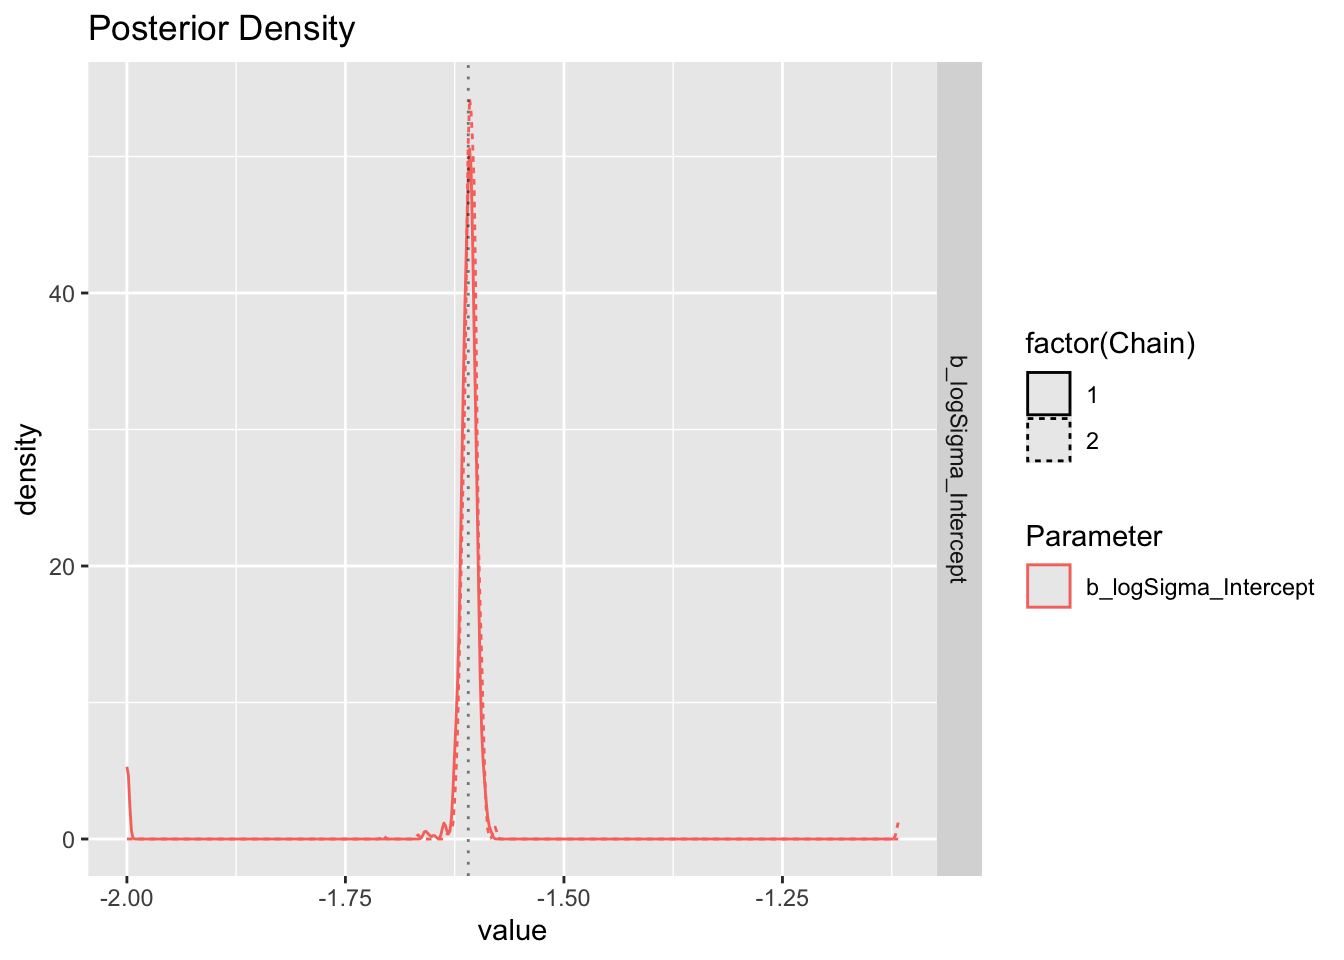 Posterior Density
density
40
20
0
-2.00
-1.75
-1.50
-1.25
value
b_logSigma_Intercept
factor(Chain)
1
2
Parameter
b_logSigma_Intercept